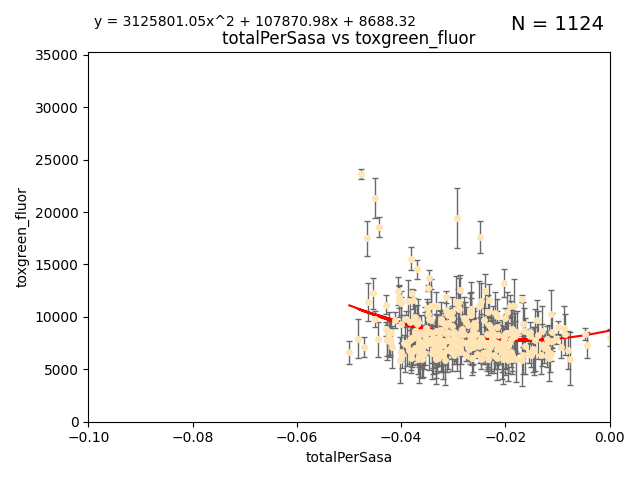 y = 3125801.05x^2 + 107870.98x + 8688.32
N = 1124
totalPerSasa vs toxgreen_fluor
35000
30000
25000
20000
15000
10000
5000
0
toxgreen_fluor
−0.10
−0.08
−0.06
−0.04
−0.02
0.00
totalPerSasa